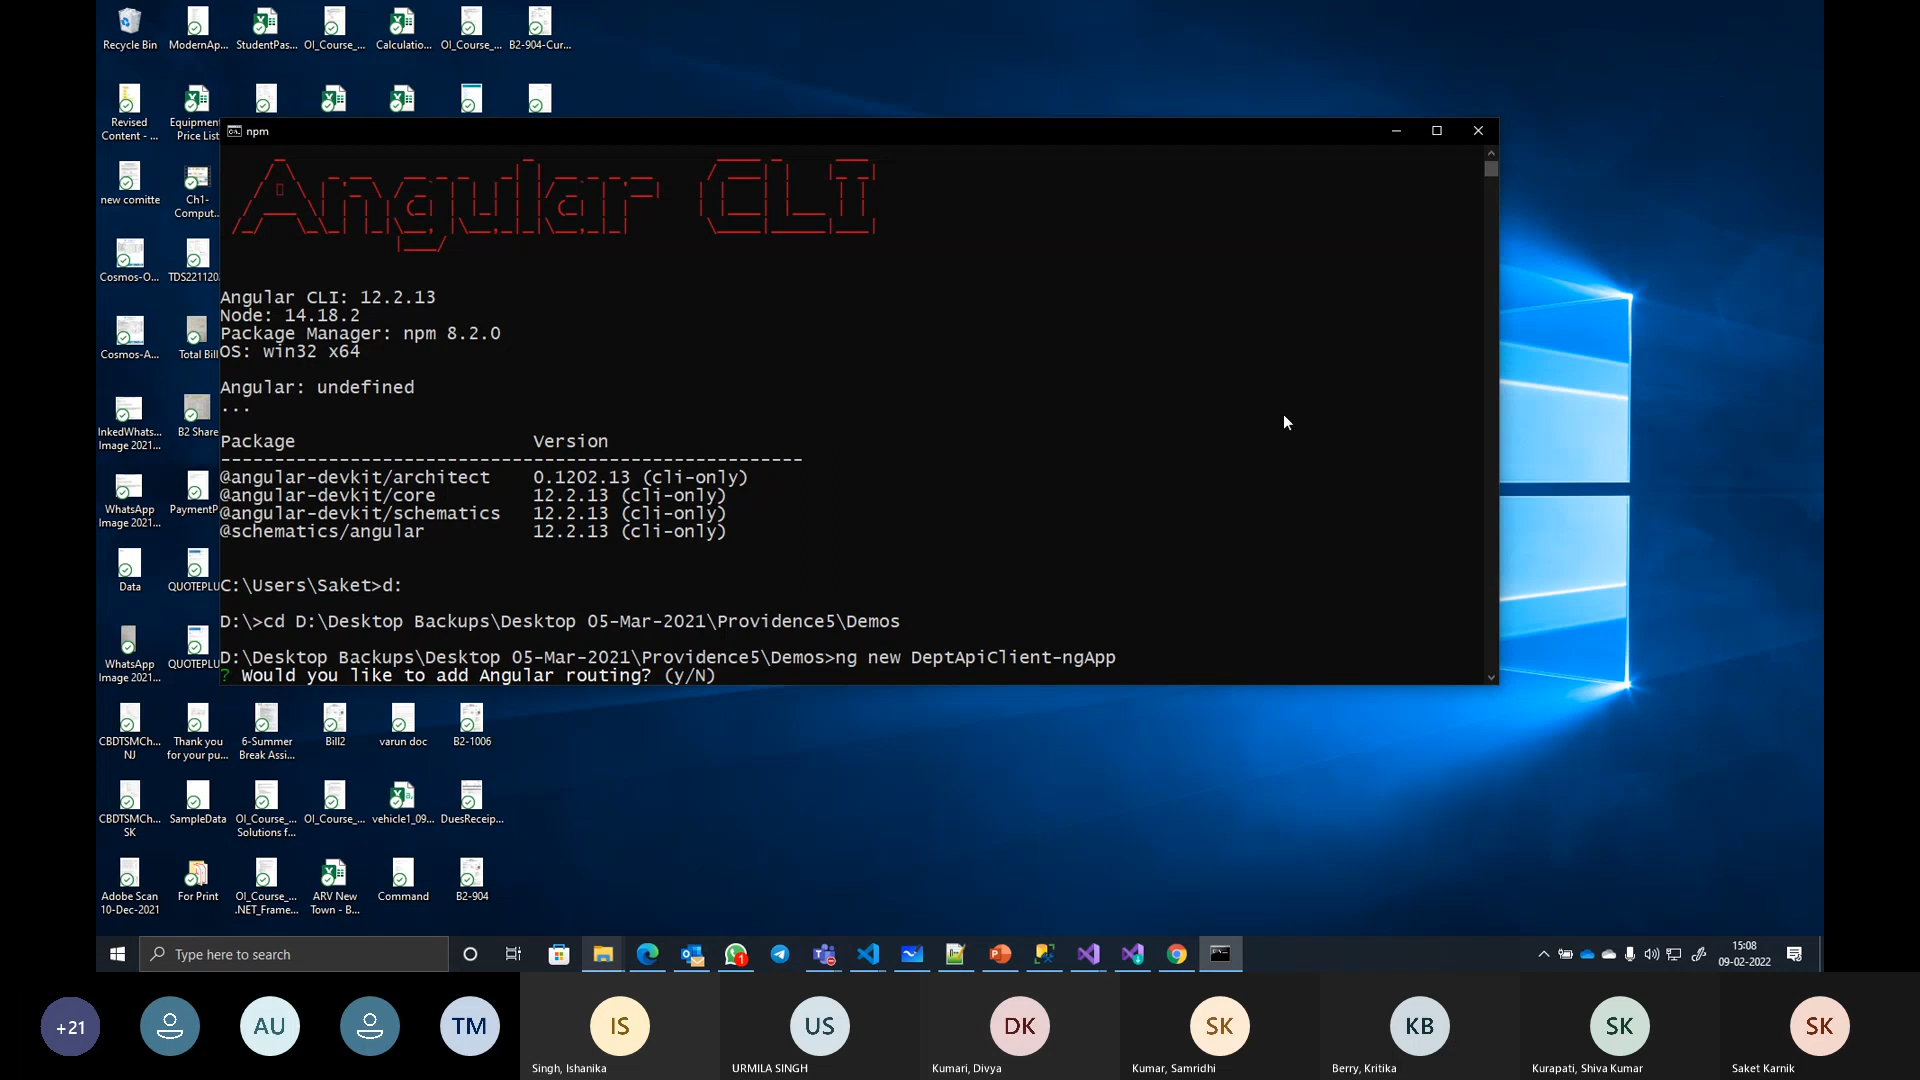 Recycle Bin
ModernAp...
StudentPas...
OI_Course_...
Calculatio...
OI_Course_...
B2-904-Cur...
Revised
Content - ...
Equipment
Price List
npm
Angular CLI
new comitte
Ch1-
Comput...
Cosmos-O...
TDS221120
Cosmos-A...
Total Bill
InkedWhats...
Image 2021...
B2 Share
WhatsApp
Image 2021...
PaymentP
Data
QUOTEPLU
WhatsApp
Image 2021...
QUOTEPLU
Angular CLI: 12.2.13
Node: 14.18.2
Package Manager: npm 8.2.0
OS: win32 x64
Angular: undefined
...
Package Version
------------------------------------------------------
@angular-devkit/architect 0.1202.13 (cli-only)
@angular-devkit/core 12.2.13 (cli-only)
@angular-devkit/schematics 12.2.13 (cli-only)
@schematics/angular 12.2.13 (cli-only)
C:\Users\Saket>d:
D:\>cd D:\Desktop Backups\Desktop 05-Mar-2021\Providence5\Demos
D:\Desktop Backups\Desktop 05-Mar-2021\Providence5\Demos>ng new DeptApiClient-ngApp
? Would you like to add Angular routing? (y/N)
CBDTSMCh...
NJ
Thank you
for your pu...
6-Summer
Break Assi...
Bill2
varun doc
B2-1006
CBDTSMCh...
SK
SampleData
OI_Course_...
Solutions f...
OI_Course_...
vehicle1_09...
DuesReceip...
Adobe Scan
10-Dec-2021
For Print
OI_Course_...
.NET_Frame...
ARV New
Town - B...
Command
B2-904
Type here to search
1
15:08
09-02-2022
+21
AU
TM
IS
Singh, Ishanika
US
URMILA SINGH
DK
Kumari, Divya
SK
Kumar, Samridhi
KB
Berry, Kritika
SK
Kurapati, Shiva Kumar
SK
Saket Karnik